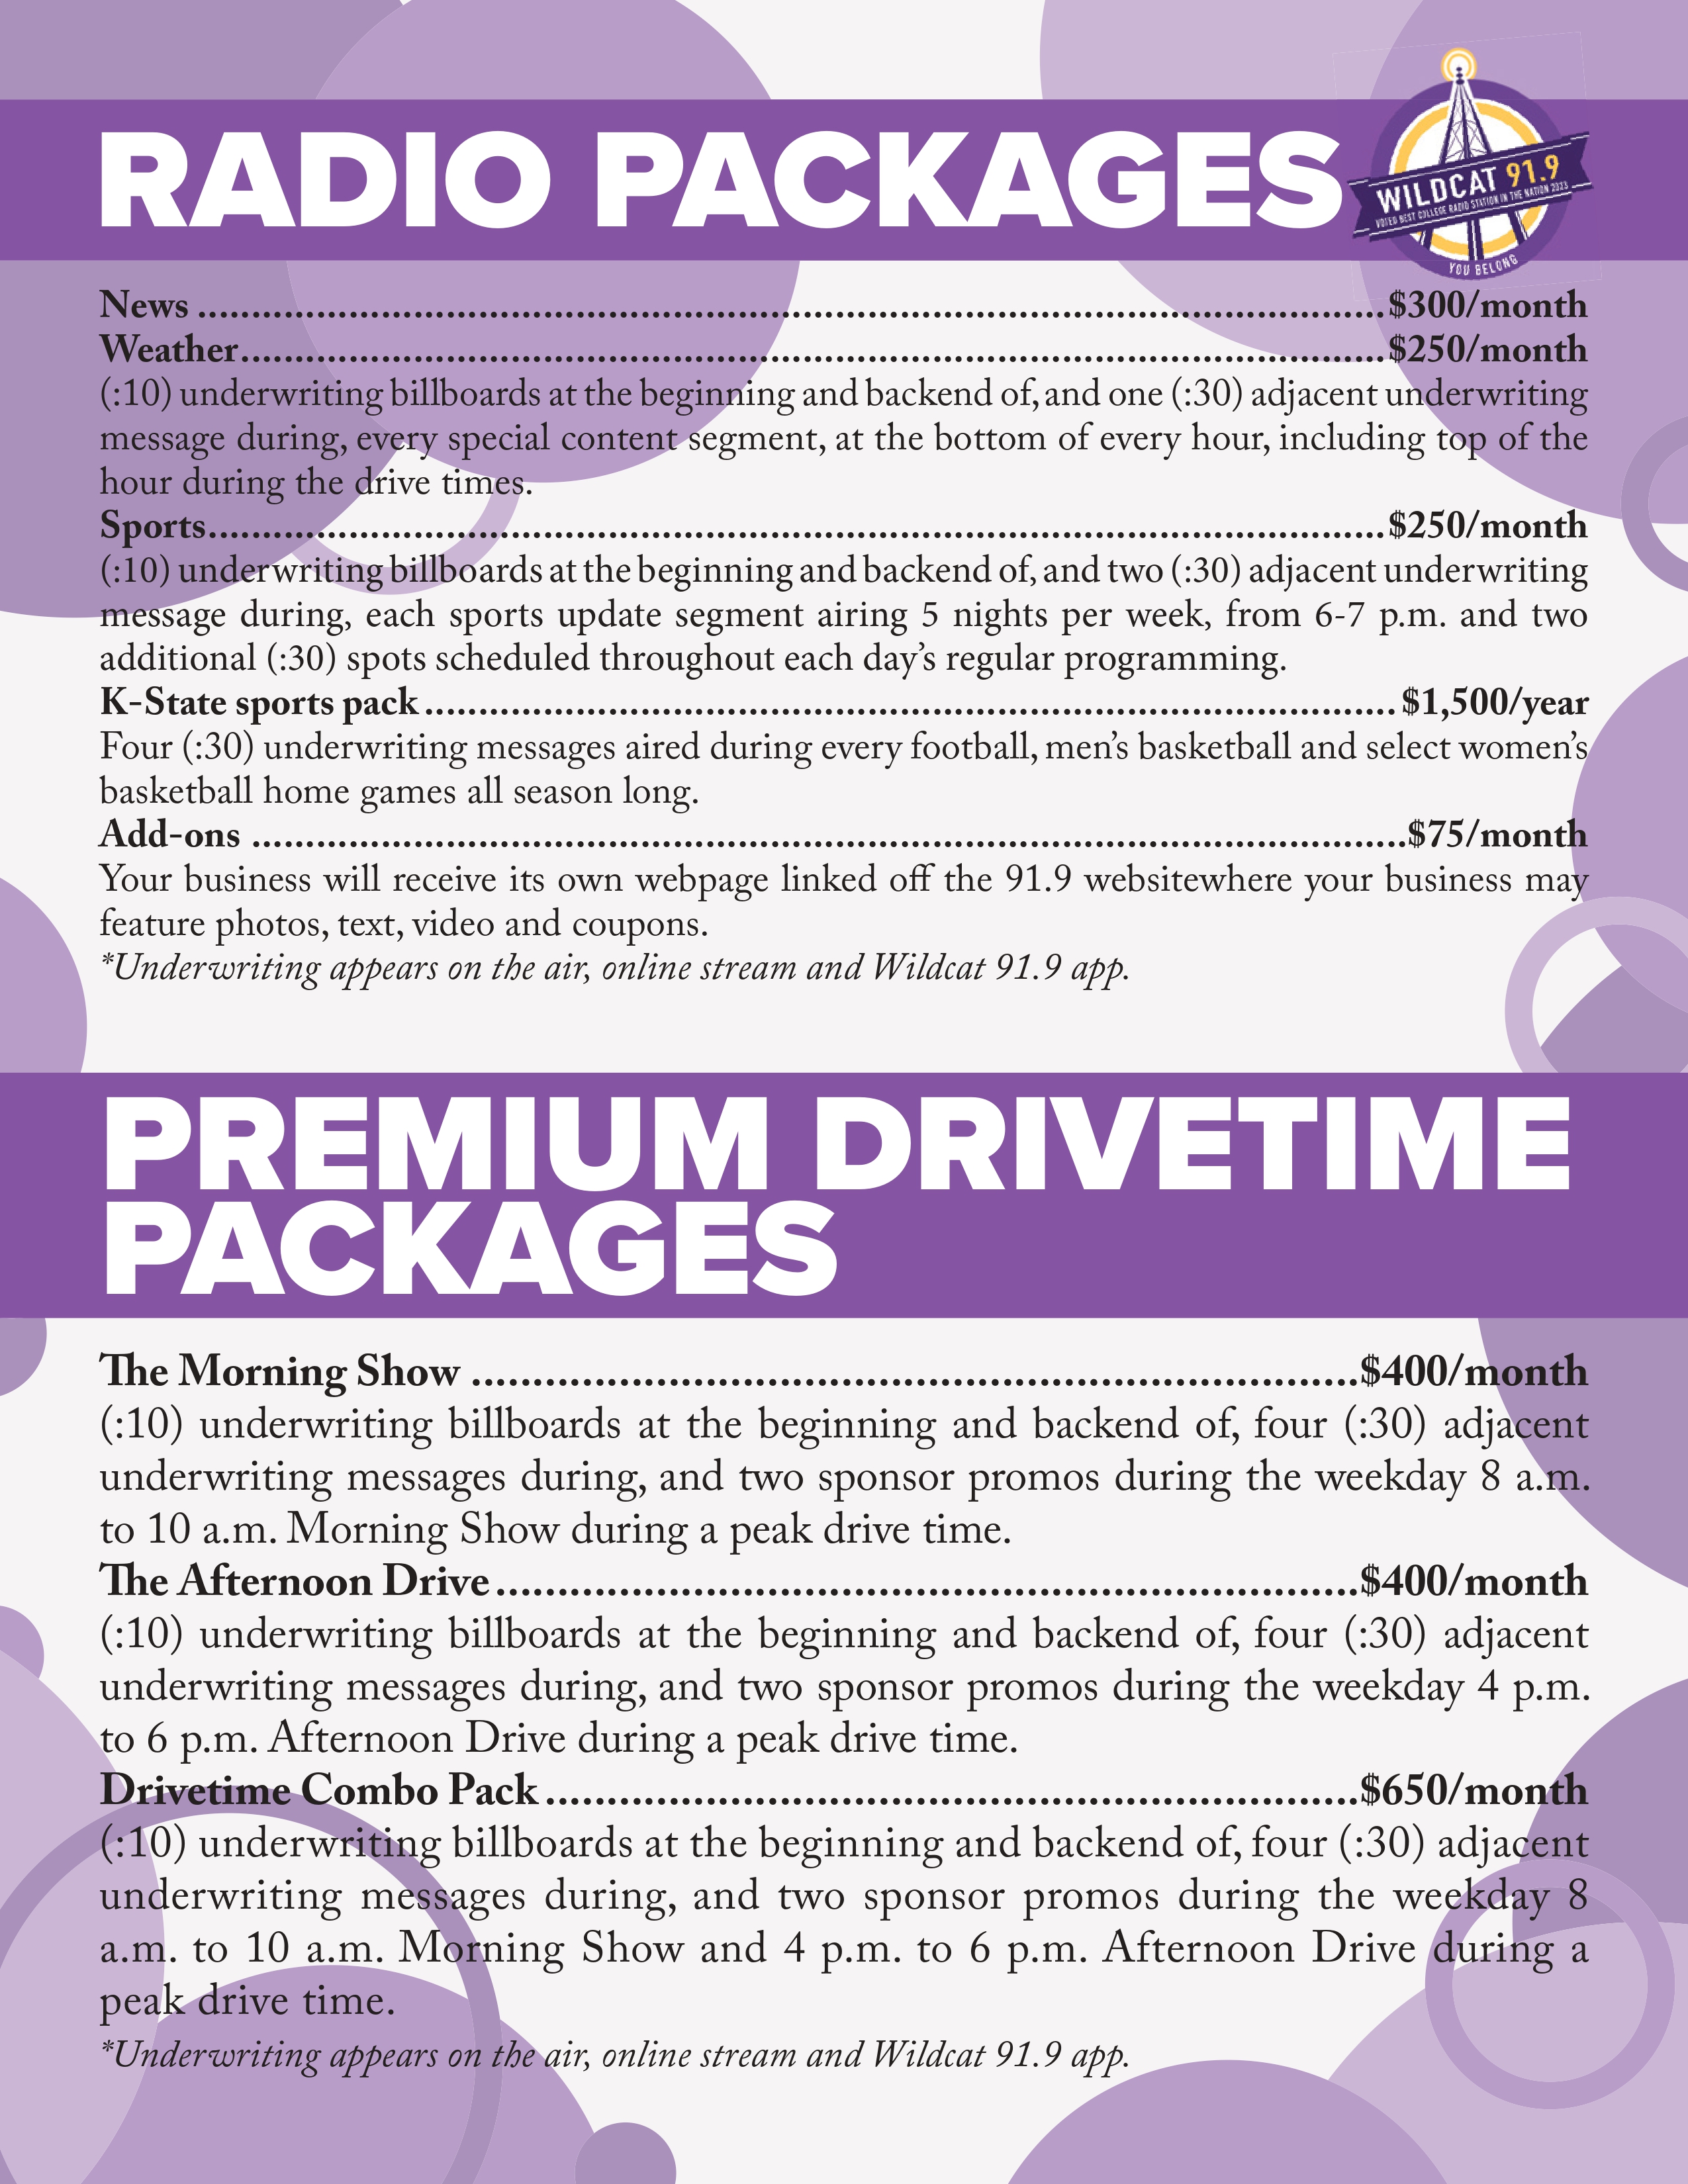 RADIO PACKAGES
WILDCAT 91.9
VOTED BEST COLLEGE RADIO STATION IN THE NATION 2023
YOU BELONG
News ........................................................................................................... $300/month
Weather........................................................................................................... $250/month
(:10) underwriting billboards at the beginning and backend of, and one (:30) adjacent underwriting
message during, every special content segment, at the bottom of every hour, including top of the
hour during the drive times.
Sports........................................................................................................... $250/month
(:10) underwriting billboards at the beginning and backend of, and two (:30) adjacent underwriting
message during, each sports update segment airing 5 nights per week, from 6-7 p.m. and two
additional (:30) spots scheduled throughout each day's regular programming.
K-State sports pack........................................................................................... $1,500/year
Four (:30) underwriting messages aired during every football, men's basketball and select women's
basketball home games all season long.
Add-ons ........................................................................................................... $75/month
Your business will receive its own webpage linked off the 91.9 websitewhere your business may
feature photos, text, video and coupons.
*Underwriting appears on the air, online stream and Wildcat 91.9 app.
PREMIUM DRIVETIME
PACKAGES
The Morning Show ........................................................................$400/month
(:10) underwriting billboards at the beginning and backend of, four (:30) adjacent
underwriting messages during, and two sponsor promos during the weekday 8 a.m.
to 10 a.m. Morning Show during a peak drive time.
The Afternoon Drive......................................................................$400/month
(:10) underwriting billboards at the beginning and backend of, four (:30) adjacent
underwriting messages during, and two sponsor promos during the weekday 4 p.m.
to 6 p.m. Afternoon Drive during a peak drive time.
Drivetime Combo Pack..................................................................$650/month
(:10) underwriting billboards at the beginning and backend of, four (:30) adjacent
underwriting messages during, and two sponsor promos during the weekday 8
a.m. to 10 a.m. Morning Show and 4 p.m. to 6 p.m. Afternoon Drive during a
peak drive time.
*Underwriting appears on the air, online stream and Wildcat 91.9 app.